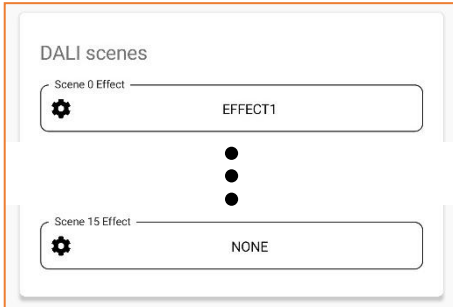 DALI scenes
Scene 0 Effect
EFFECT1
Scene 15 Effect
NONE